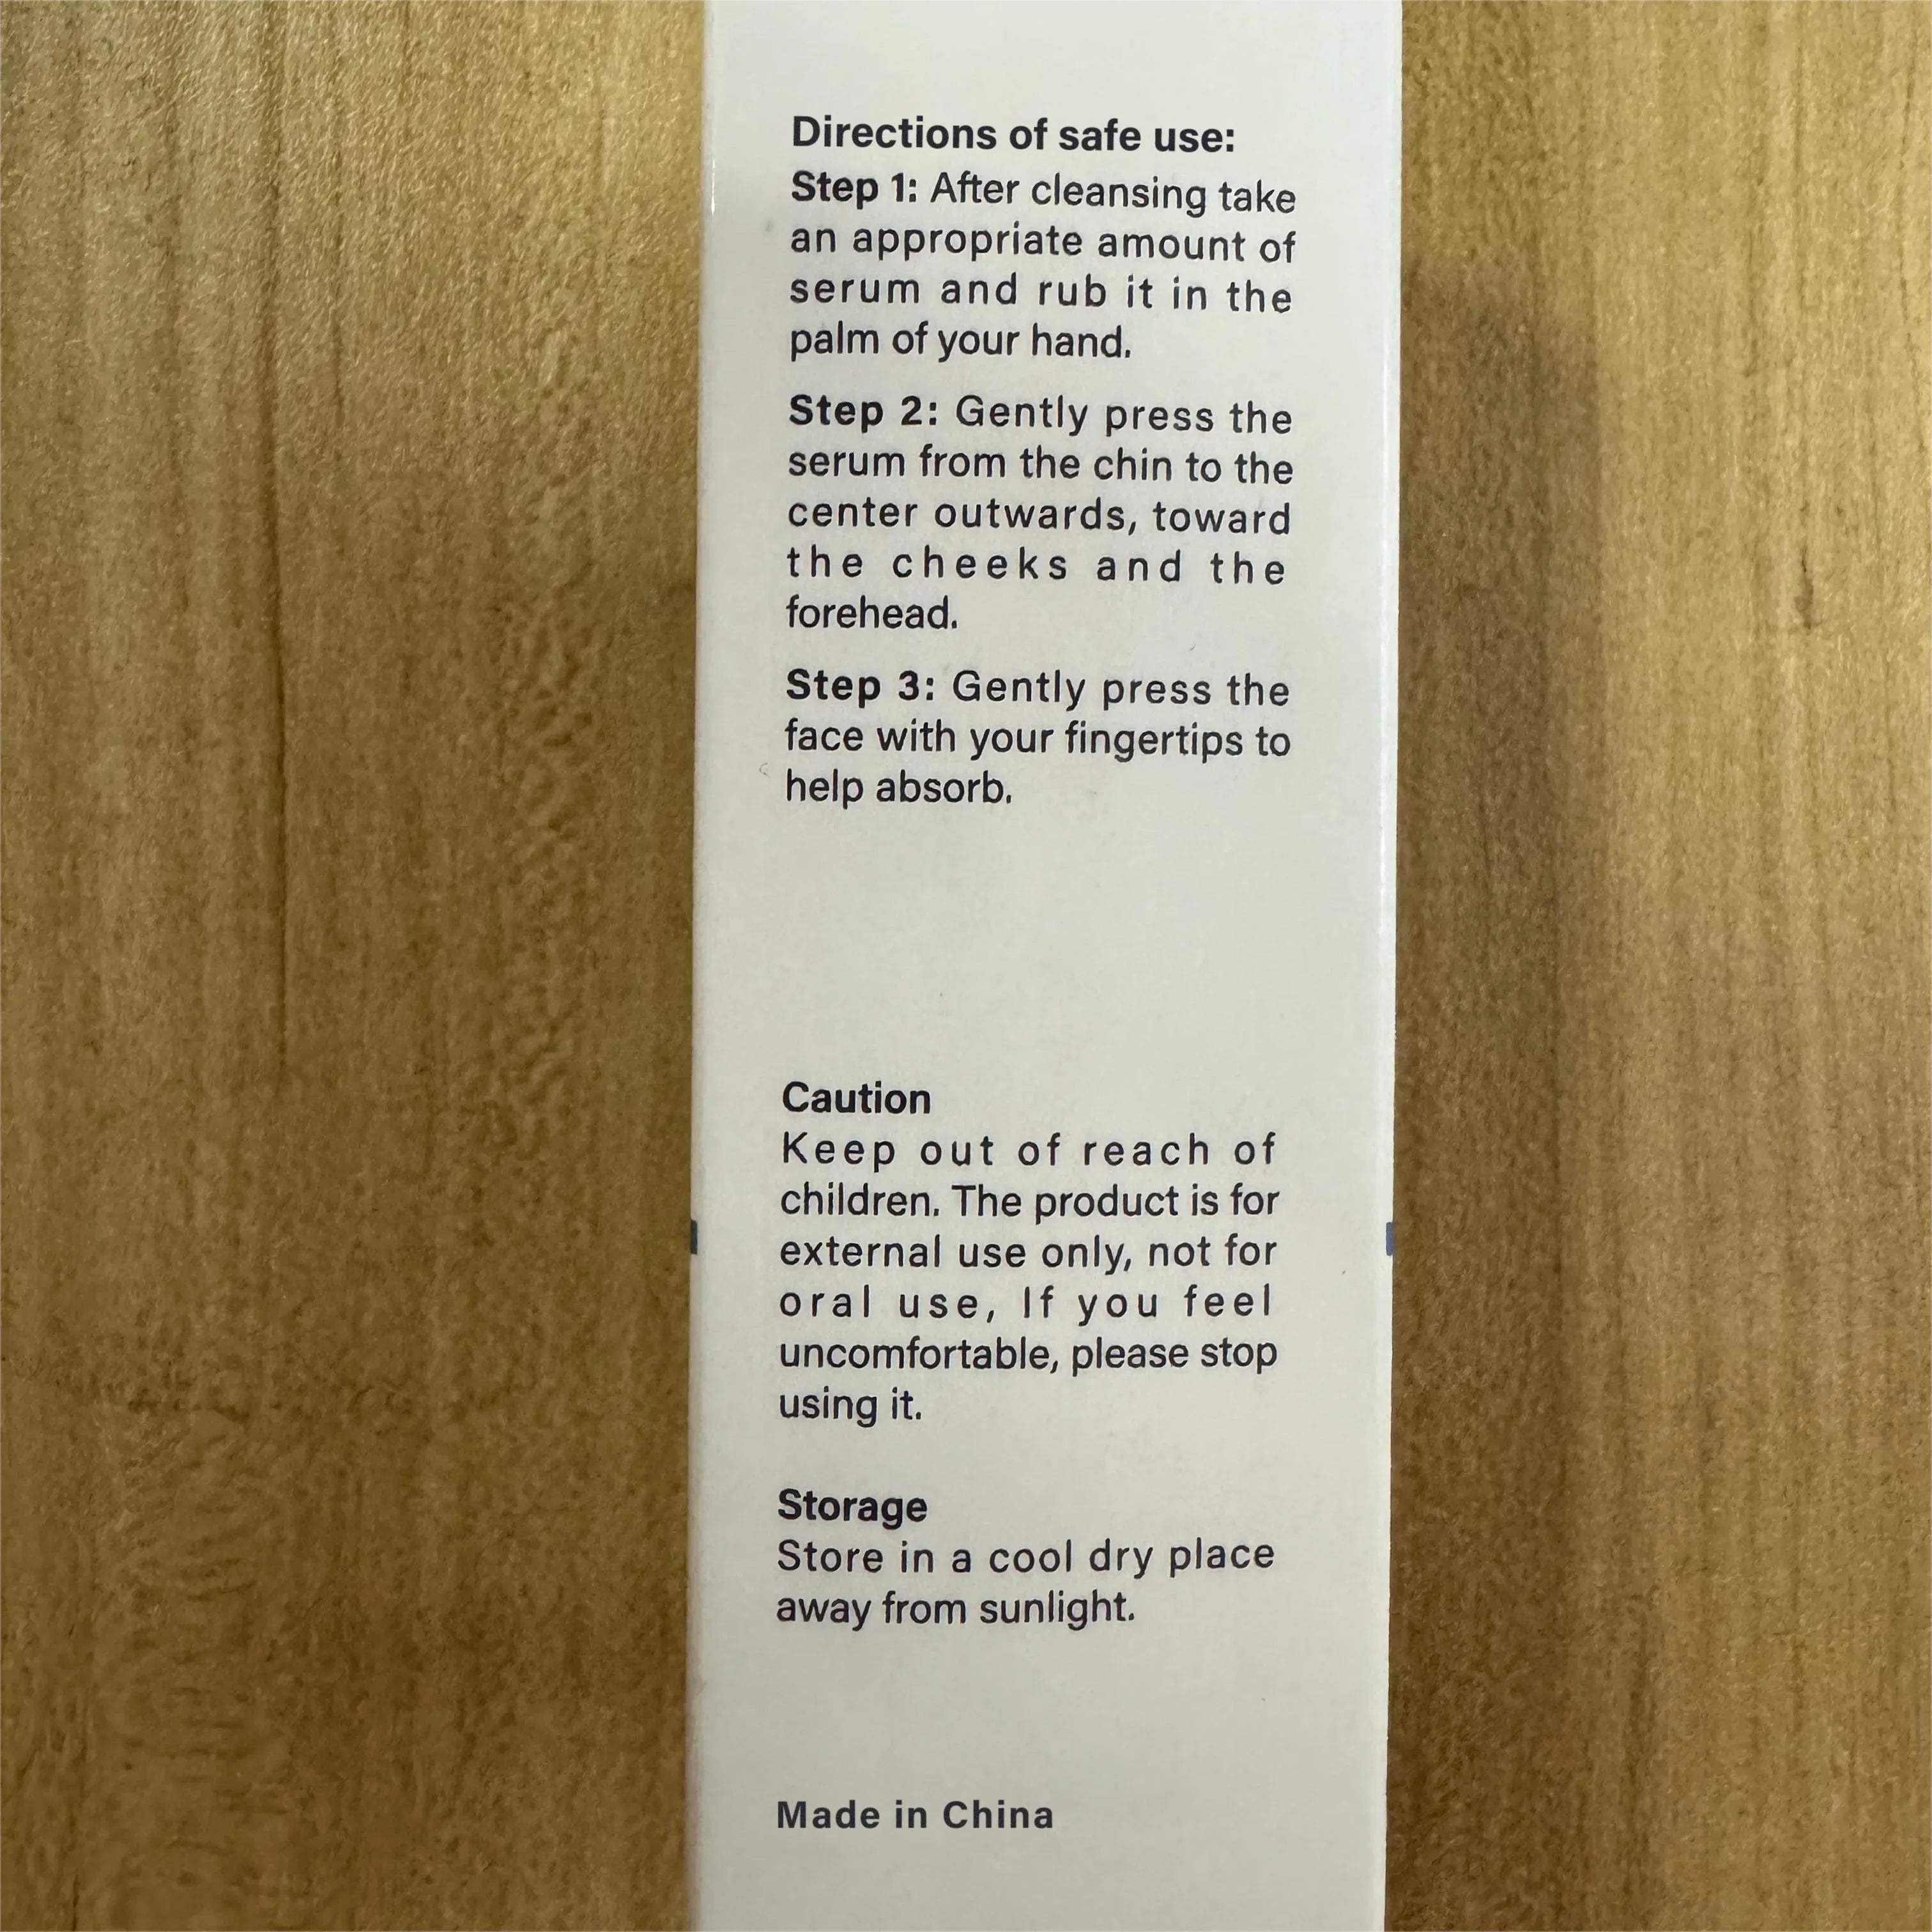 Directions of safe use:
Step 1: After cleansing take
an appropriate amount of
serum and rub it in the
palm of your hand.
Step 2: Gently press the
serum from the chin to the
center outwards, toward
the cheeks and the
forehead.
Step 3: Gently press the
face with your fingertips to
help absorb.
Caution
Keep out of reach of
children. The product is for
external use only, not for
oral use, If you feel
uncomfortable, please stop
using it.
Storage
Store in a cool dry place
away from sunlight.
Made in China